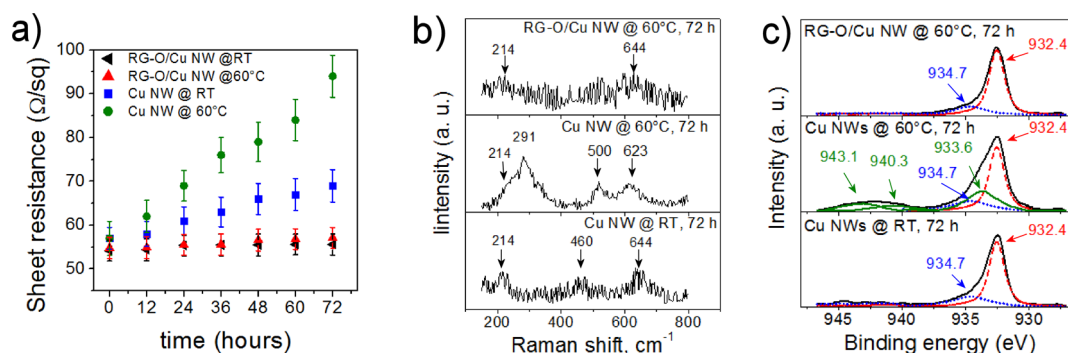 a)
100
90
80
70
60
50
Sheet resistance (Ω/sq)
RG-O/Cu NW @RT
RG-O/Cu NW @60°C
Cu NW @ RT
Cu NW @ 60°C
0 12 24 36 48 60 72
time (hours)
b)
Intensity (a. u.)
RG-O/Cu NW @ 60°C, 72 h
214 644
Cu NW @ 60°C, 72 h
214 291 500 623
Cu NW @ RT, 72 h
214 460 644
200 400 600 800
Raman shift, cm⁻¹
c)
Intensity (a. u.)
RG-O/Cu NW @ 60°C, 72 h
934.7 932.4
Cu NWs @ 60°C, 72 h
943.1 940.3 934.7 933.6 932.4
Cu NWs @ RT, 72 h
934.7 932.4
945 940 935 930
Binding energy (eV)